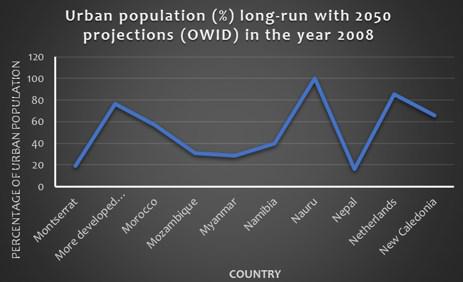 Urban population (%) long-run with 2050
projections (OWID) in the year 2008
PERCENTAGE OF URBAN POPULATION
120
100
80
60
40
20
0
Montserrat
More developed...
Morocco
Mozambique
Myanmar
Namibia
Nauru
Nepal
Netherlands
New Caledonia
COUNTRY